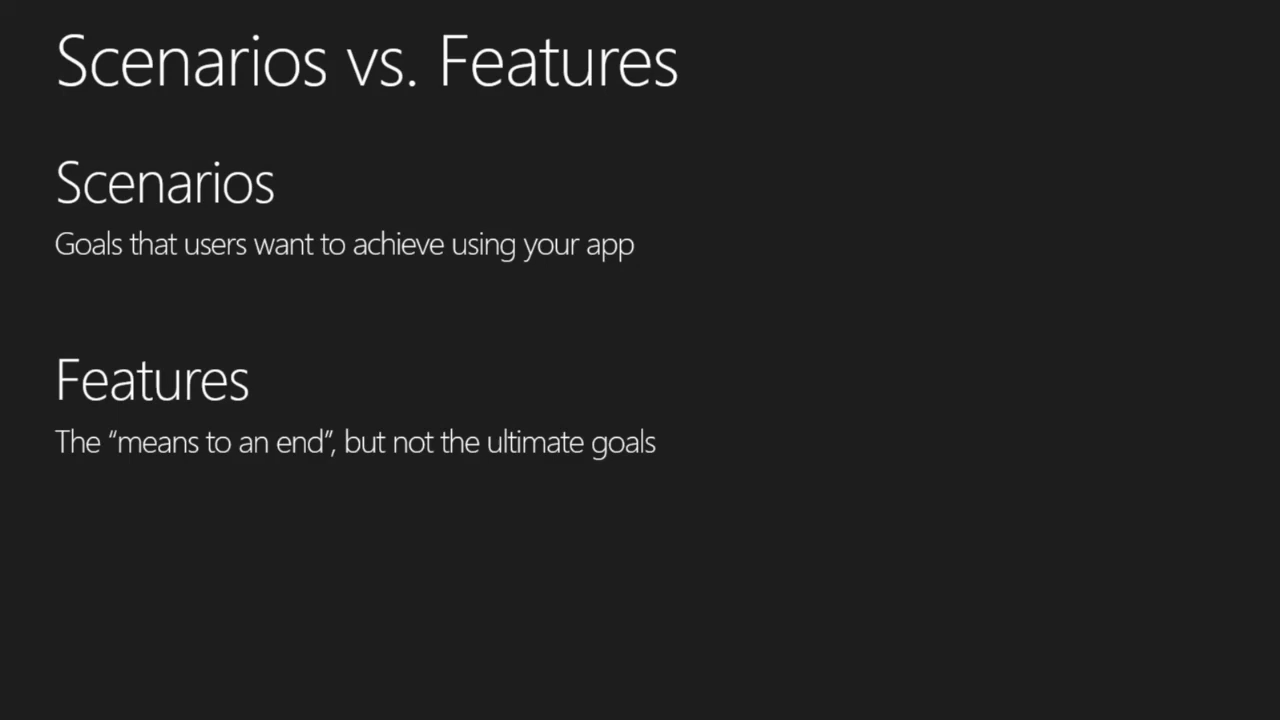 Scenarios vs. Features
Scenarios
Goals that users want to achieve using your app
Features
The “means to an end”, but not the ultimate goals